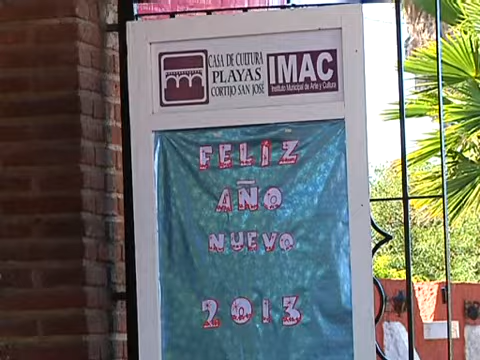 CASA DE CULTURA
PLAYAS
CORTIJO SAN JOSÉ
IMAC
Instituto Municipal de Arte y Cultura
FELIZ
AÑO
NUEVO
2013